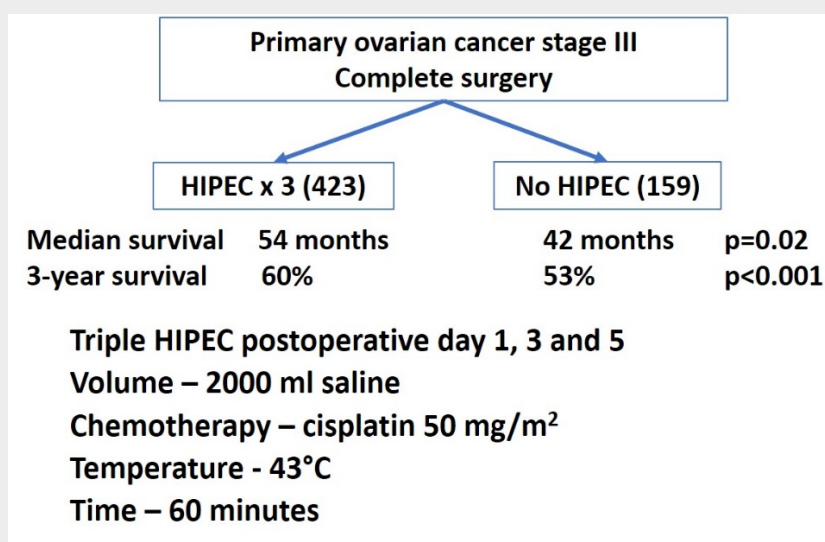 Primary ovarian cancer stage III
Complete surgery
HIPEC x 3 (423)
No HIPEC (159)
Median survival 54 months 42 months p=0.02
3-year survival 60% 53% p<0.001
Triple HIPEC postoperative day 1, 3 and 5
Volume – 2000 ml saline
Chemotherapy – cisplatin 50 mg/m²
Temperature - 43°C
Time – 60 minutes